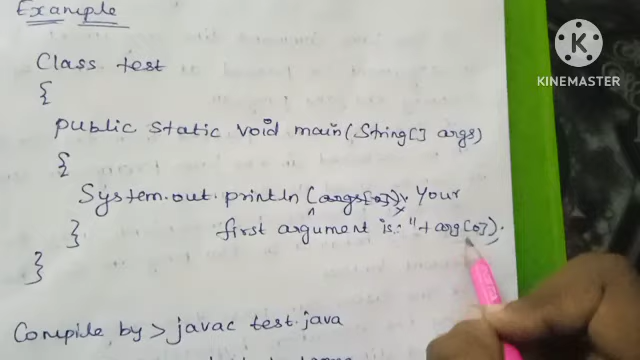 Example
Class test
{
public static void main(String[] args)
{
System.out.println (args[0]); Your
} first argument is: "+ arg[0]).
}
Compile by > javac test.java
KINEMASTER